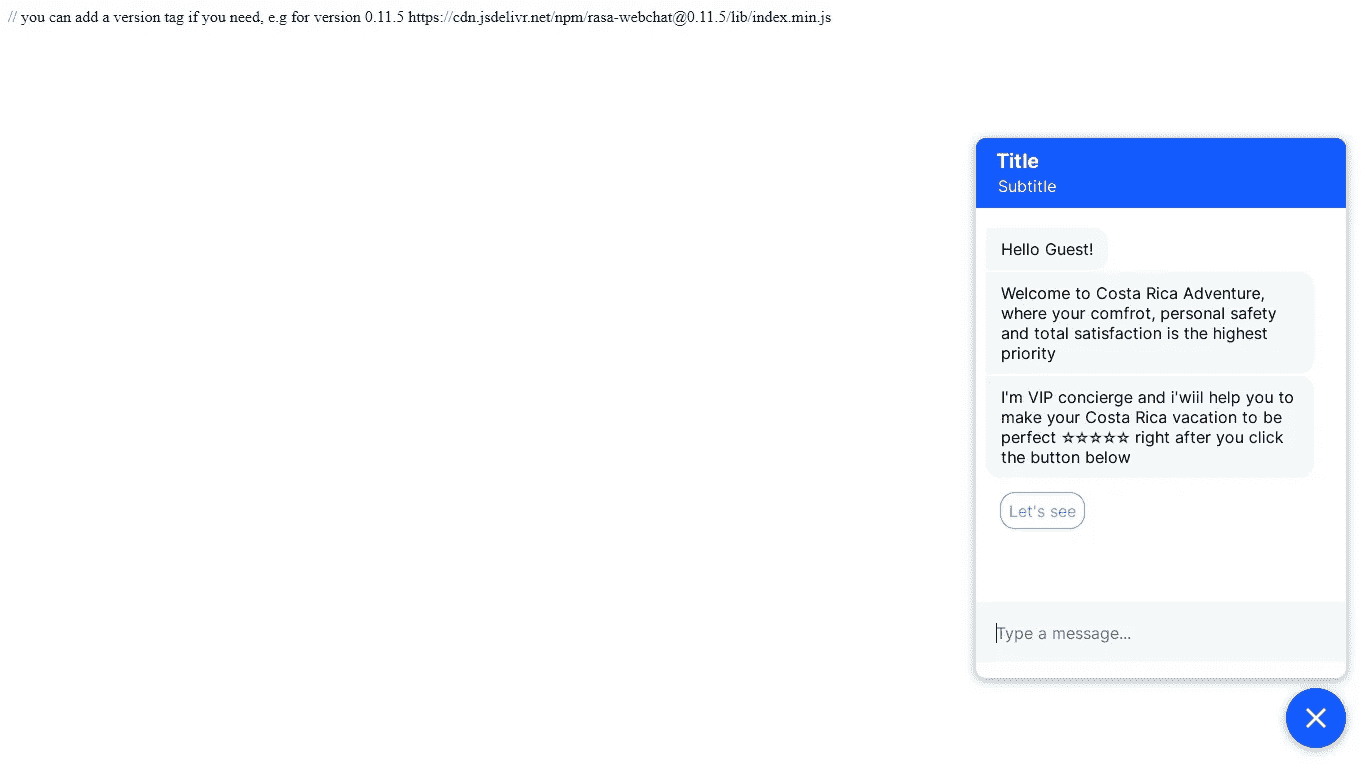 // you can add a version tag if you need, e.g for version 0.11.5 https://cdn.jsdelivr.net/npm/rasa-webchat@0.11.5/lib/index.min.js
Title
Subtitle
Hello Guest!
Welcome to Costa Rica Adventure,
where your comfrot, personal safety
and total satisfaction is the highest
priority
I'm VIP concierge and i'wiil help you to
make your Costa Rica vacation to be
perfect ☆☆☆☆☆ right after you click
the button below
Let's see
Type a message...